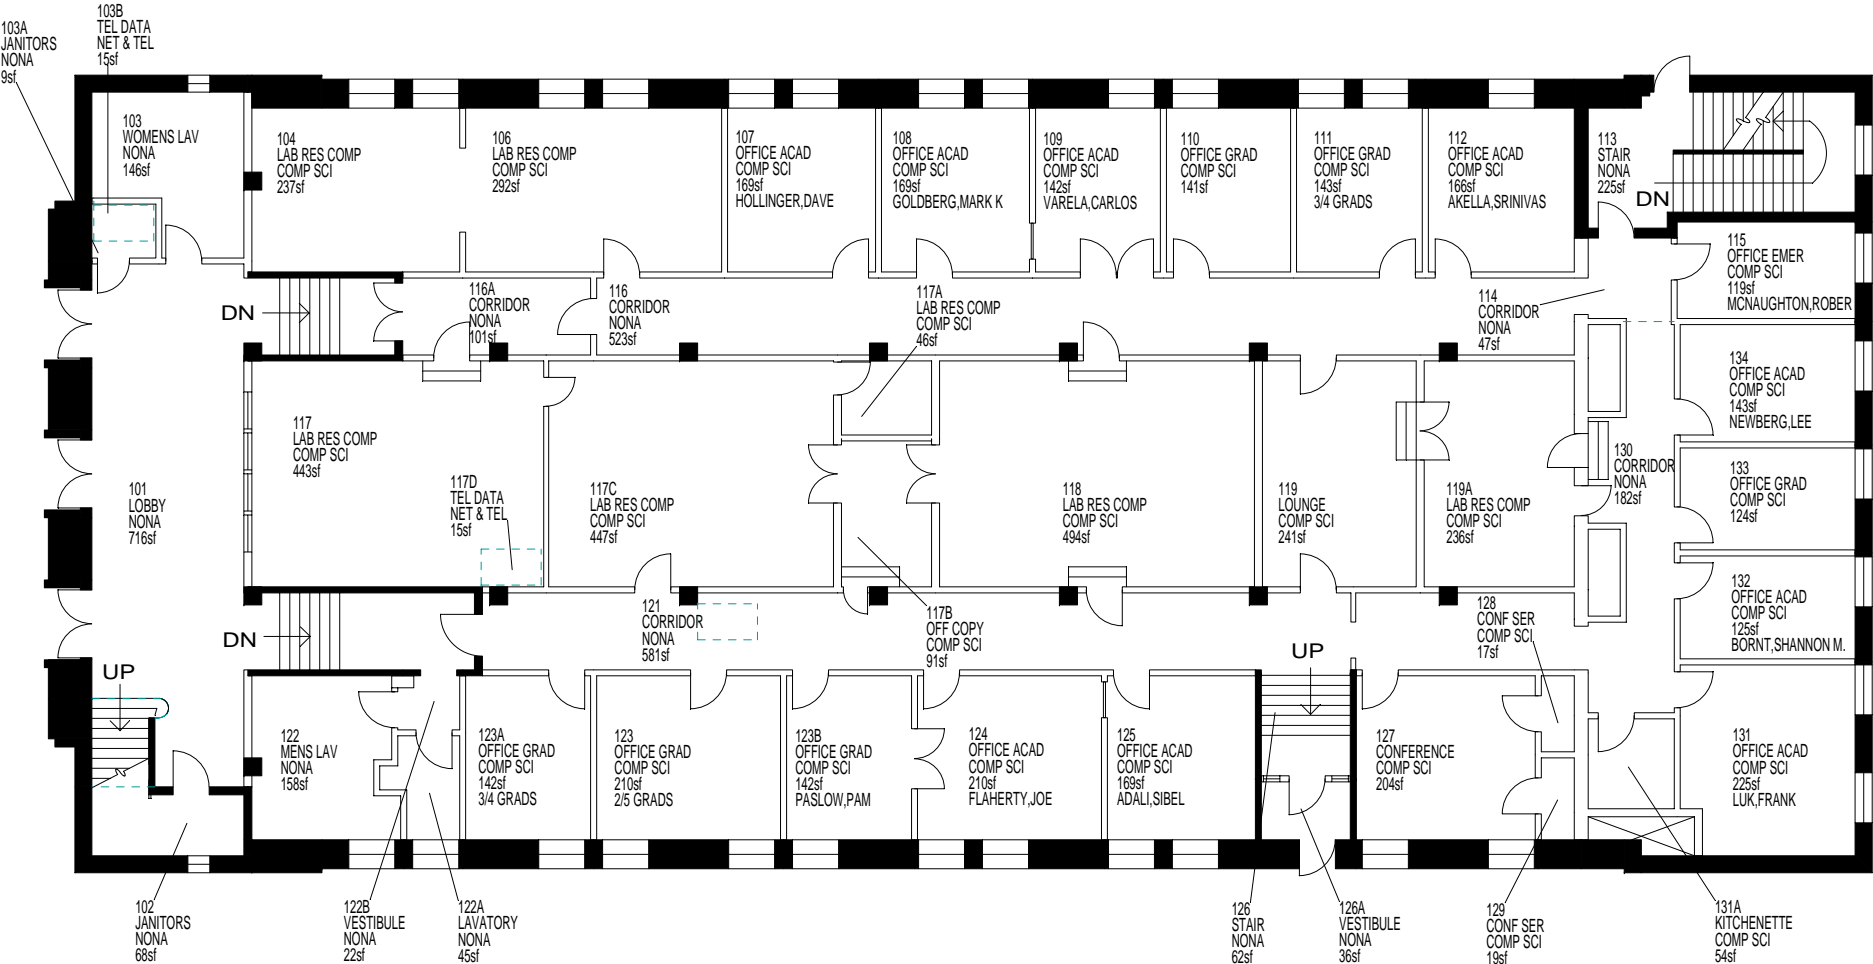 103B
TEL DATA
NET & TEL
15sf
103A
JANITORS
NONA
9sf
103
WOMENS LAV
NONA
146sf
104
LAB RES COMP
COMP SCI
237sf
106
LAB RES COMP
COMP SCI
292sf
107
OFFICE ACAD
COMP SCI
169sf
HOLLINGER,DAVE
108
OFFICE ACAD
COMP SCI
169sf
GOLDBERG,MARK K
109
OFFICE ACAD
COMP SCI
142sf
VARELA,CARLOS
110
OFFICE GRAD
COMP SCI
141sf
111
OFFICE GRAD
COMP SCI
143sf
3/4 GRADS
112
OFFICE ACAD
COMP SCI
166sf
AKELLA,SRINIVAS
113
STAIR
NONA
225sf
DN
115
OFFICE EMER
COMP SCI
119sf
MCNAUGHTON,ROBER
DN
116A
CORRIDOR
NONA
101sf
116
CORRIDOR
NONA
523sf
117A
LAB RES COMP
COMP SCI
46sf
114
CORRIDOR
NONA
47sf
134
OFFICE ACAD
COMP SCI
143sf
NEWBERG,LEE
117
LAB RES COMP
COMP SCI
443sf
101
LOBBY
NONA
716sf
117D
TEL DATA
NET & TEL
15sf
117C
LAB RES COMP
COMP SCI
447sf
118
LAB RES COMP
COMP SCI
494sf
119
LOUNGE
COMP SCI
241sf
119A
LAB RES COMP
COMP SCI
236sf
130
CORRIDOR
NONA
182sf
133
OFFICE GRAD
COMP SCI
124sf
132
OFFICE ACAD
COMP SCI
125sf
BORNT,SHANNON M.
DN
UP
121
CORRIDOR
NONA
581sf
117B
OFF COPY
COMP SCI
91sf
UP
128
CONF SER
COMP SCI
17sf
122
MENS LAV
NONA
158sf
123A
OFFICE GRAD
COMP SCI
142sf
3/4 GRADS
123
OFFICE GRAD
COMP SCI
210sf
2/5 GRADS
123B
OFFICE GRAD
COMP SCI
142sf
PASLOW,PAM
124
OFFICE ACAD
COMP SCI
210sf
FLAHERTY,JOE
125
OFFICE ACAD
COMP SCI
169sf
ADALI,SIBEL
127
CONFERENCE
COMP SCI
204sf
131
OFFICE ACAD
COMP SCI
225sf
LUK,FRANK
102
JANITORS
NONA
68sf
122B
VESTIBULE
NONA
22sf
122A
LAVATORY
NONA
45sf
126
STAIR
NONA
62sf
126A
VESTIBULE
NONA
36sf
129
CONF SER
COMP SCI
19sf
131A
KITCHENETTE
COMP SCI
54sf